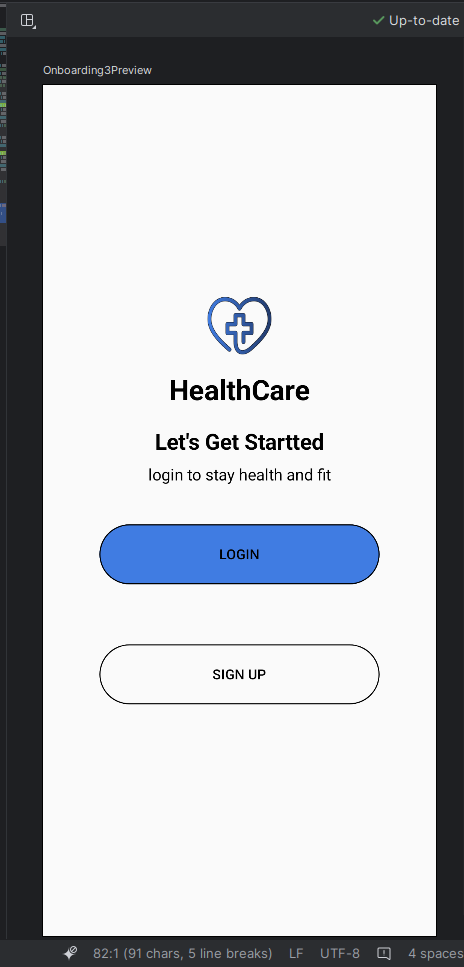 Up-to-date
Onboarding3Preview
HealthCare
Let's Get Startted
login to stay health and fit
LOGIN
SIGN UP
82:1 (91 chars, 5 line breaks) LF UTF-8 4 spaces